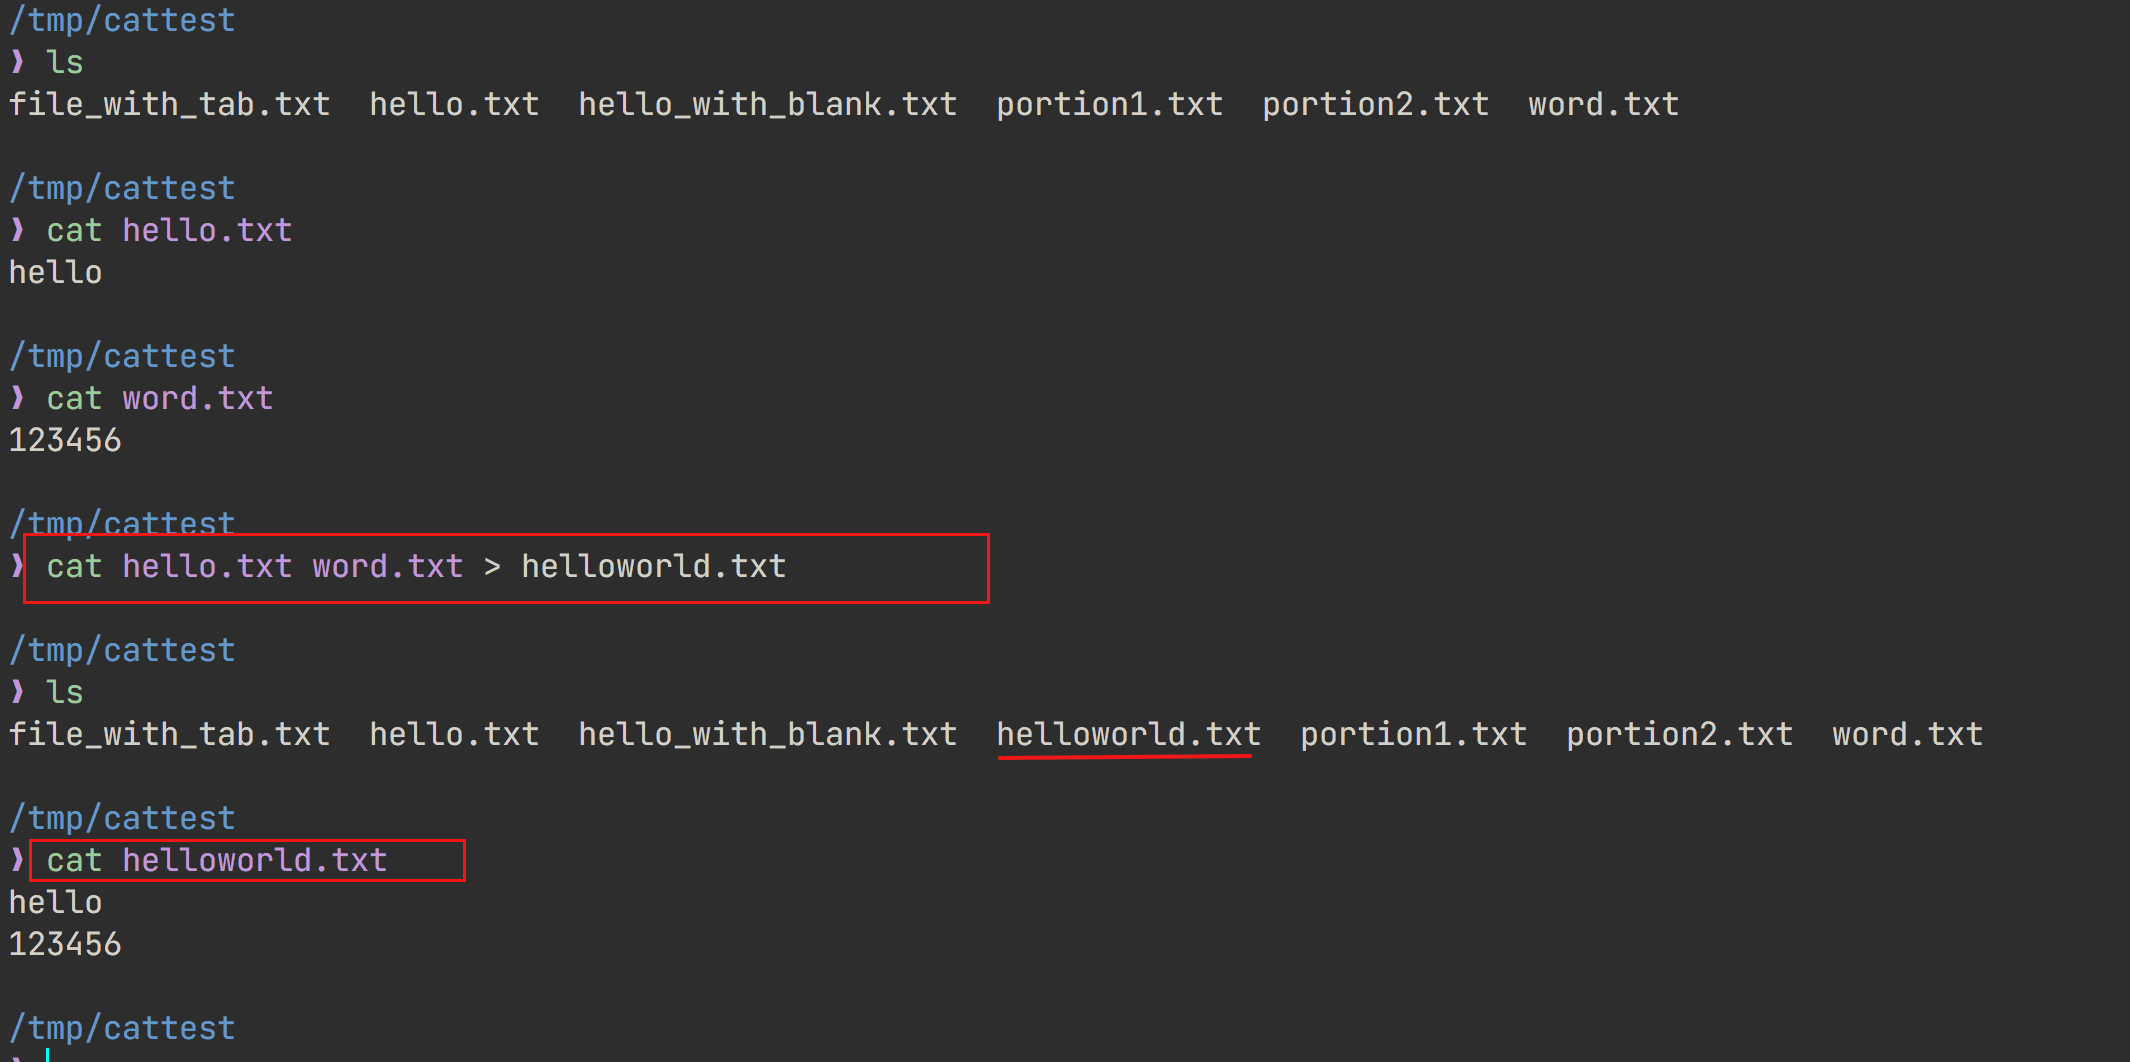 /tmp/cattest
❱ ls
file_with_tab.txt  hello.txt  hello_with_blank.txt  portion1.txt  portion2.txt  word.txt
/tmp/cattest
❱ cat hello.txt
hello
/tmp/cattest
❱ cat word.txt
123456
/tmp/cattest
❱ cat hello.txt word.txt > helloworld.txt
/tmp/cattest
❱ ls
file_with_tab.txt  hello.txt  hello_with_blank.txt  helloworld.txt  portion1.txt  portion2.txt  word.txt
/tmp/cattest
❱ cat helloworld.txt
hello
123456
/tmp/cattest
❱